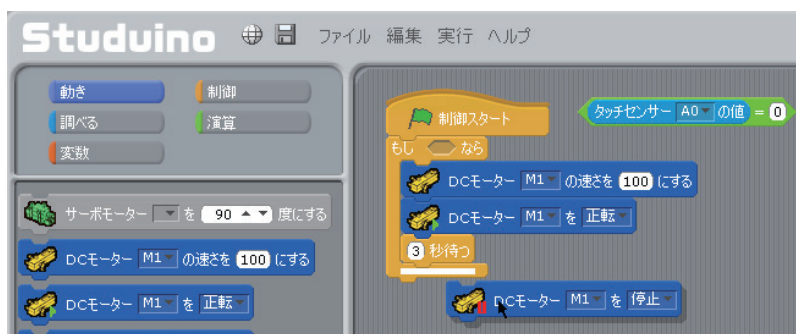 Studuino ファイル 編集 実行 ヘルプ
動き 制御
調べる 演算
変数
サーボモーター を 90 度にする
DCモーター M1 の速さを 100 にする
DCモーター M1 を 正転
制御スタート
タッチセンサー A0 の値 = 0
もし なら
DCモーター M1 の速さを 100 にする
DCモーター M1 を 正転
3 秒待つ
DCモーター M1 を 停止